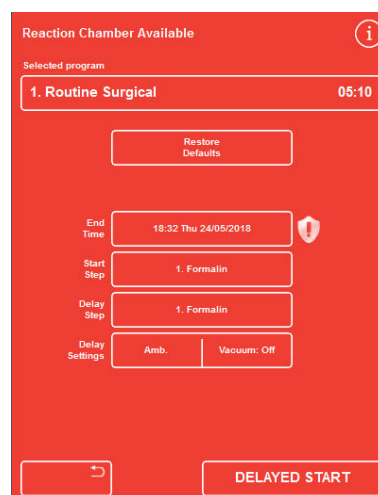 Reaction Chamber Available
i
Selected program
1. Routine Surgical 05:10
Restore
Defaults
End
Time
18:32 Thu 24/05/2018
!
Start
Step
1. Formalin
Delay
Step
1. Formalin
Delay
Settings
Amb.
Vacuum: Off
DELAYED START